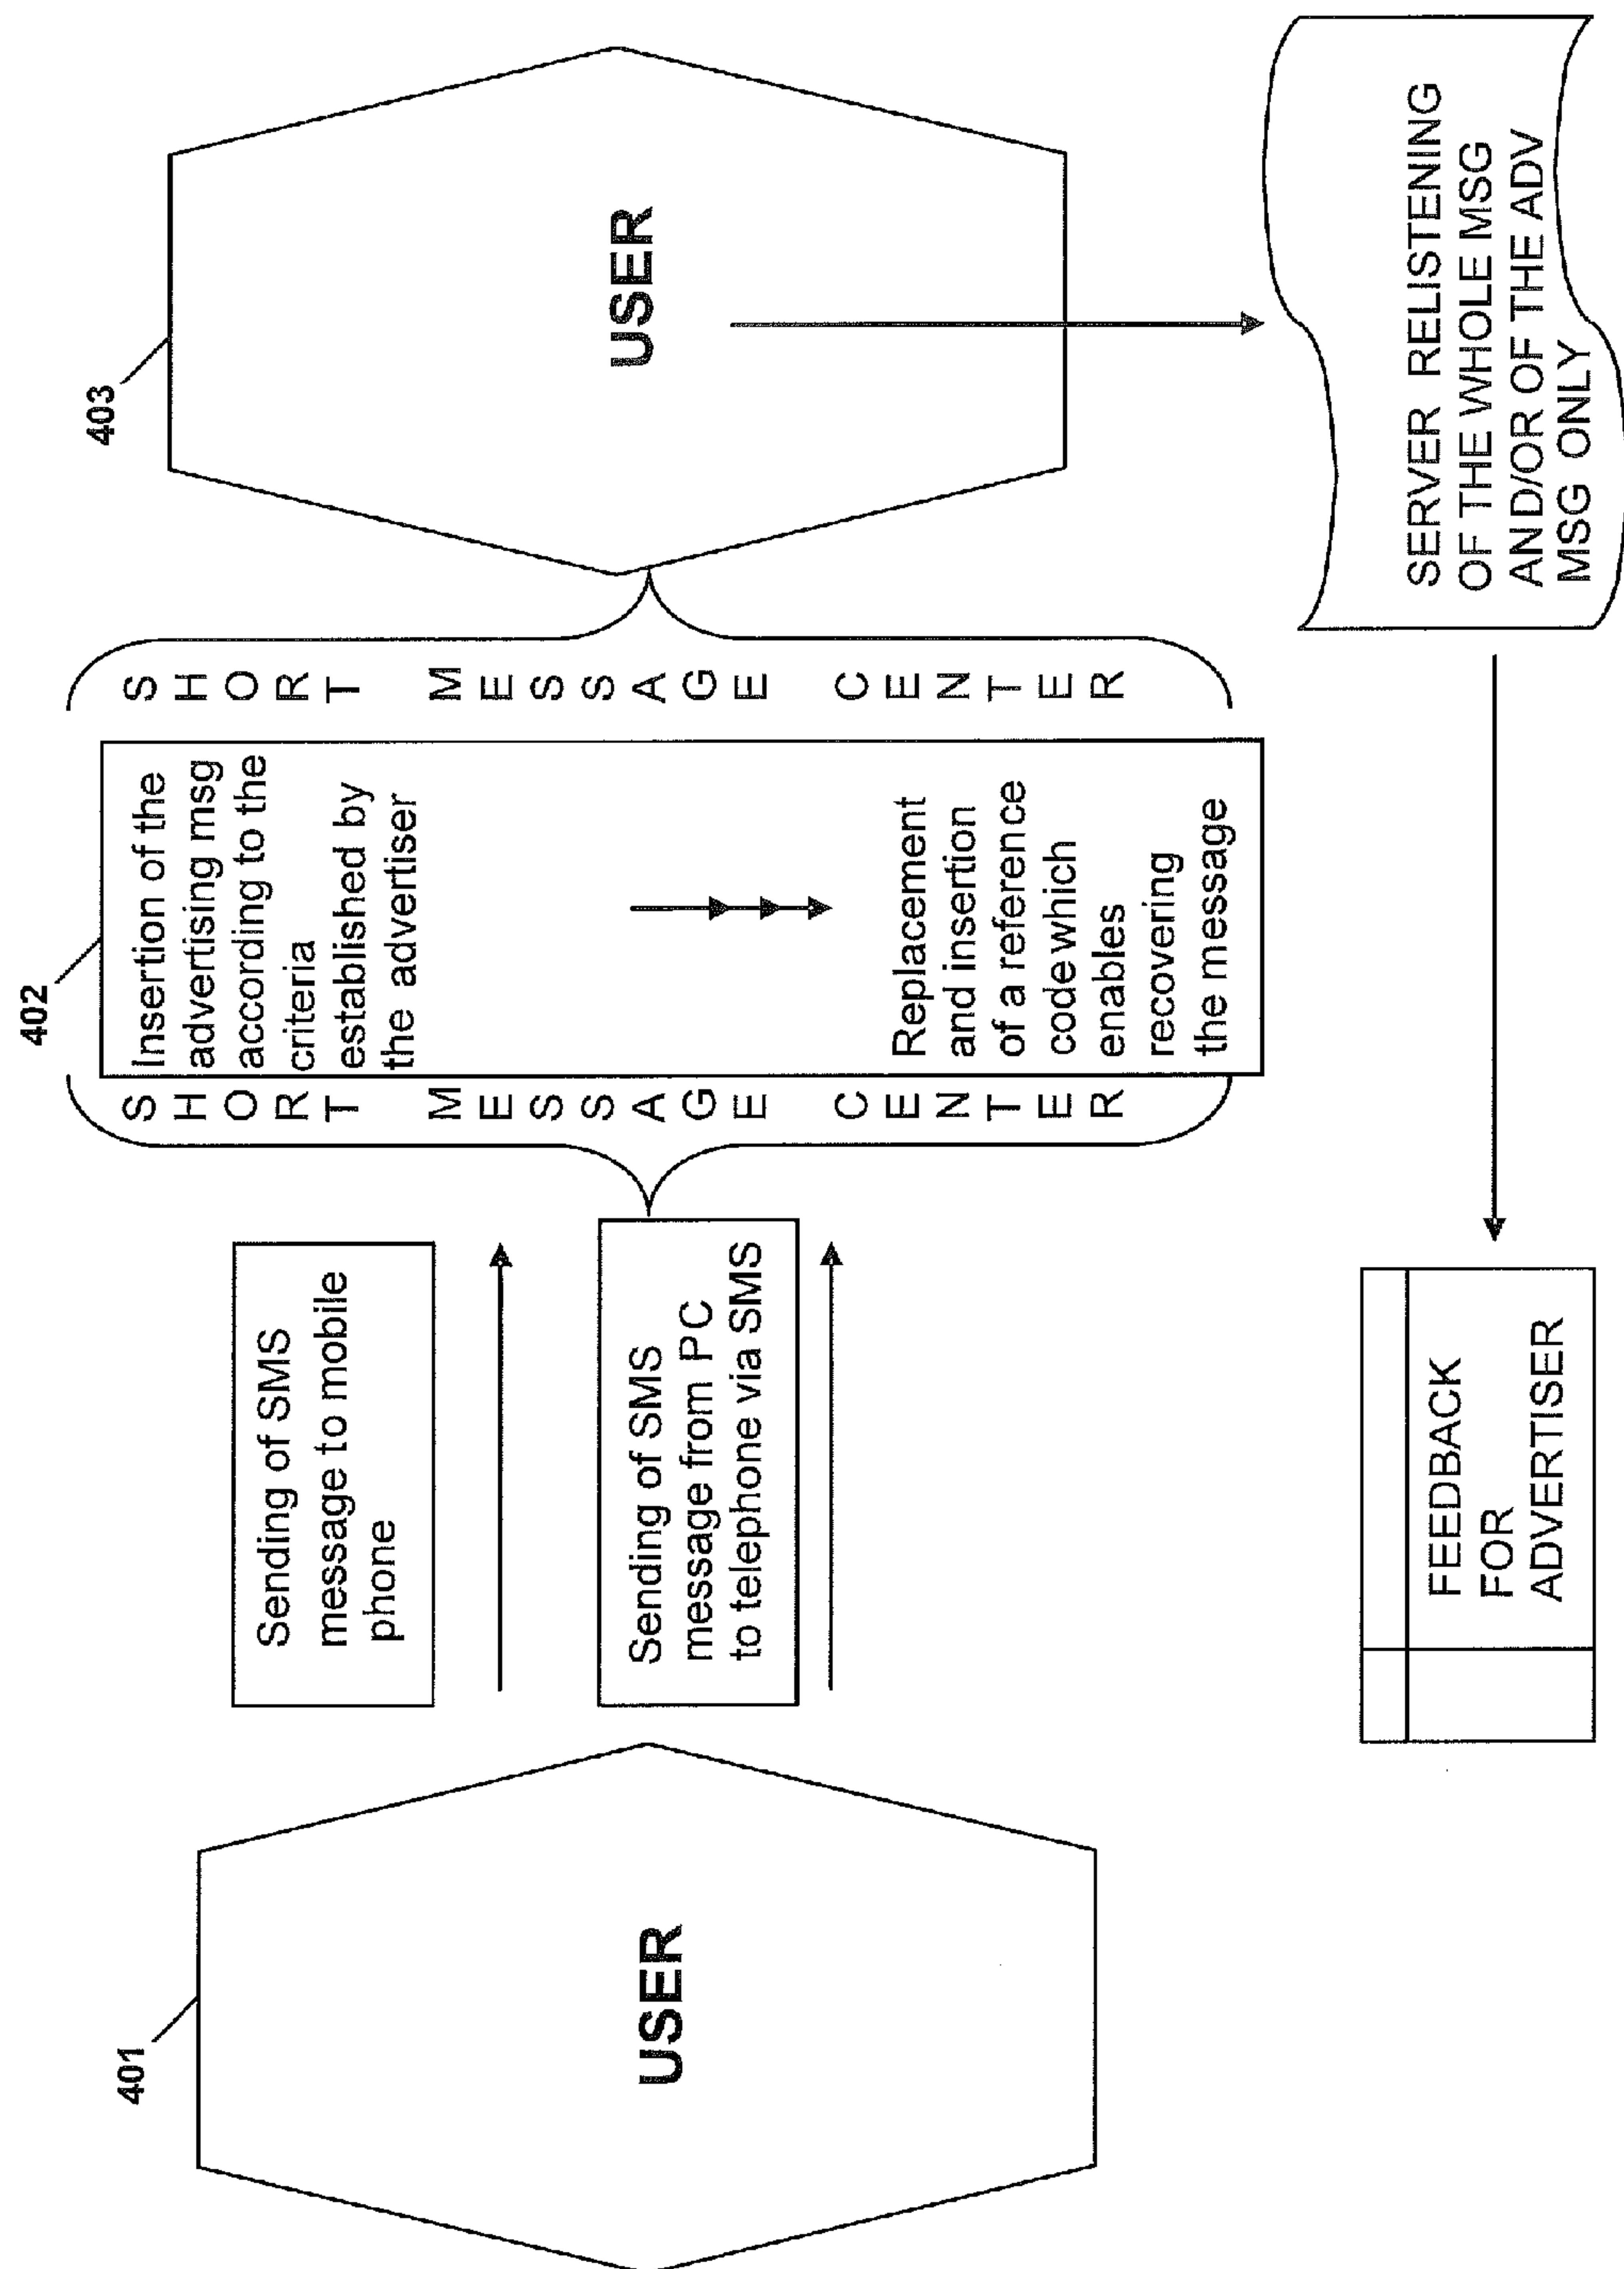 401
USER
Sending of SMS
message to mobile
phone
Sending of SMS
message from PC
to telephone via SMS
SHORT MESSAGE CENTER
402
Insertion of the
advertising msg
according to the
criteria
established by
the advertiser
Replacement
and insertion
of a reference
code which
enables
recovering
the message
SHORT MESSAGE CENTER
403
USER
SERVER RELISTENING
OF THE WHOLE MSG
AND/OR OF THE ADV
MSG ONLY
FEEDBACK
FOR
ADVERTISER